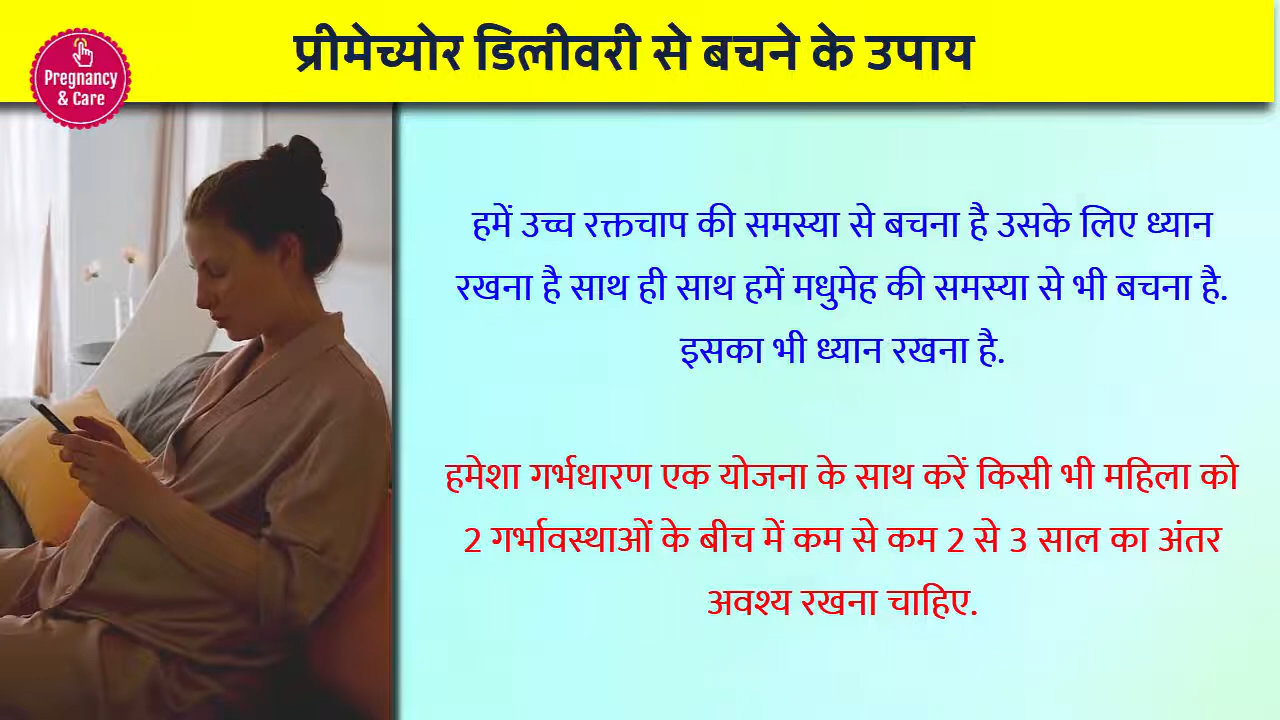 प्रीमेच्योर डिलीवरी से बचने के उपाय
Pregnancy
& Care
हमें उच्च रक्तचाप की समस्या से बचना है उसके लिए ध्यान
रखना है साथ ही साथ हमें मधुमेह की समस्या से भी बचना है.
इसका भी ध्यान रखना है.
हमेशा गर्भधारण एक योजना के साथ करें किसी भी महिला को
2 गर्भावस्थाओं के बीच में कम से कम 2 से 3 साल का अंतर
अवश्य रखना चाहिए.